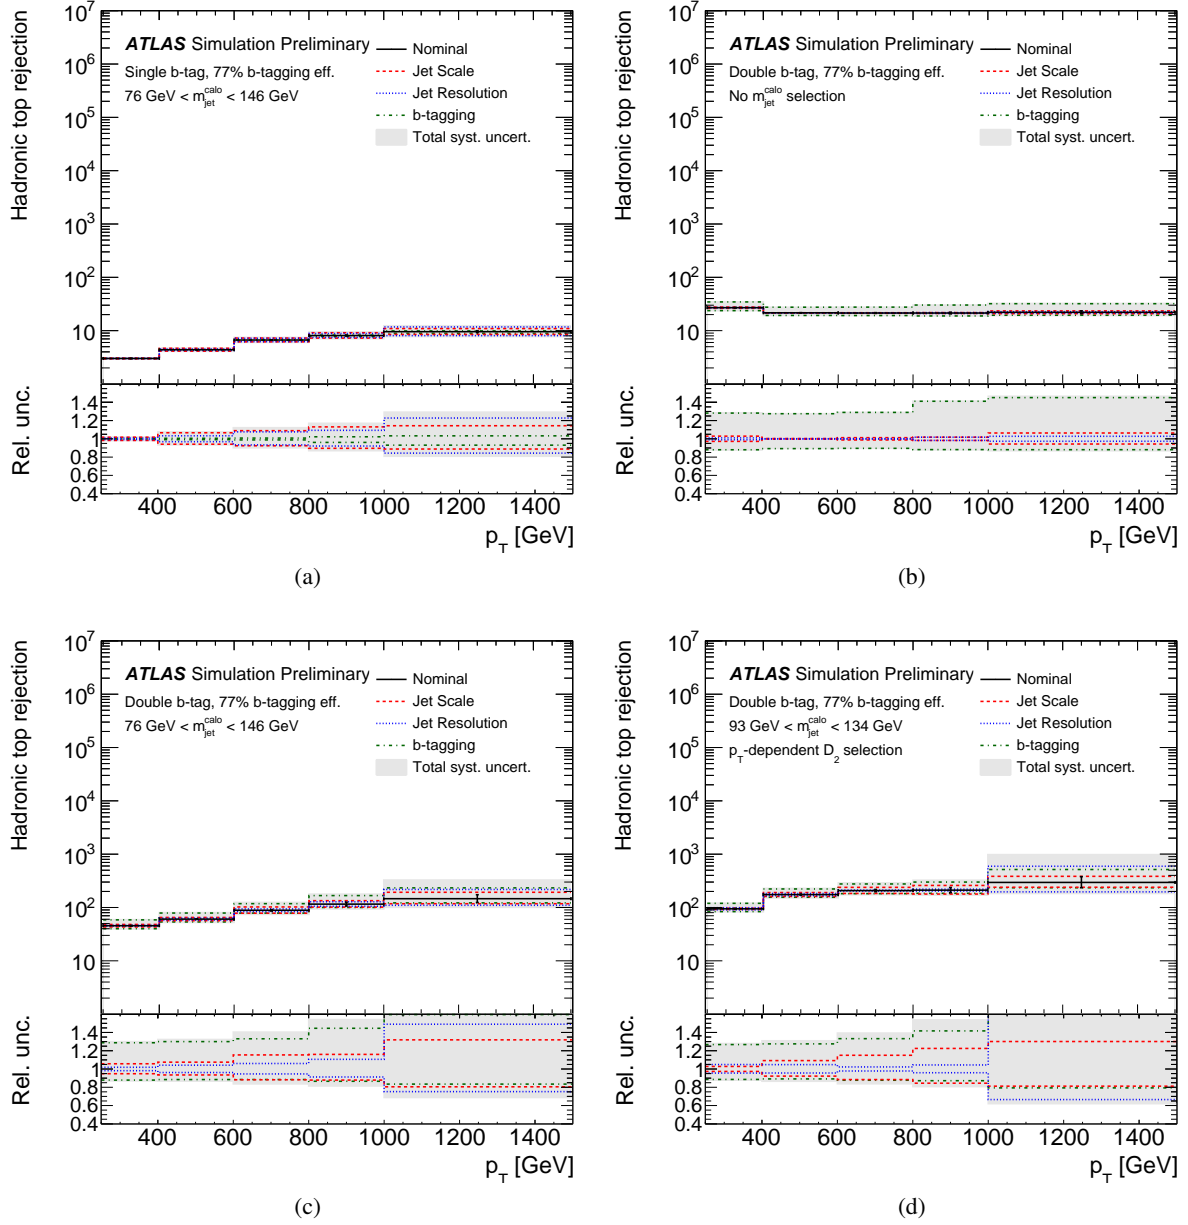 Hadronic top rejection
10^7
10^6
10^5
10^4
10^3
10^2
10
ATLAS Simulation Preliminary
Single b-tag, 77% b-tagging eff.
76 GeV < m_jet^calo < 146 GeV
Nominal
Jet Scale
Jet Resolution
b-tagging
Total syst. uncert.
Rel. unc.
1.4
1.2
1
0.8
0.6
0.4
400 600 800 1000 1200 1400
p_T [GeV]
(a)
Hadronic top rejection
10^7
10^6
10^5
10^4
10^3
10^2
10
ATLAS Simulation Preliminary
Double b-tag, 77% b-tagging eff.
No m_jet^calo selection
Nominal
Jet Scale
Jet Resolution
b-tagging
Total syst. uncert.
Rel. unc.
1.4
1.2
1
0.8
0.6
0.4
400 600 800 1000 1200 1400
p_T [GeV]
(b)
Hadronic top rejection
10^7
10^6
10^5
10^4
10^3
10^2
10
ATLAS Simulation Preliminary
Double b-tag, 77% b-tagging eff.
76 GeV < m_jet^calo < 146 GeV
Nominal
Jet Scale
Jet Resolution
b-tagging
Total syst. uncert.
Rel. unc.
1.4
1.2
1
0.8
0.6
0.4
400 600 800 1000 1200 1400
p_T [GeV]
(c)
Hadronic top rejection
10^7
10^6
10^5
10^4
10^3
10^2
10
ATLAS Simulation Preliminary
Double b-tag, 77% b-tagging eff.
93 GeV < m_jet^calo < 134 GeV
p_T-dependent D_2 selection
Nominal
Jet Scale
Jet Resolution
b-tagging
Total syst. uncert.
Rel. unc.
1.4
1.2
1
0.8
0.6
0.4
400 600 800 1000 1200 1400
p_T [GeV]
(d)